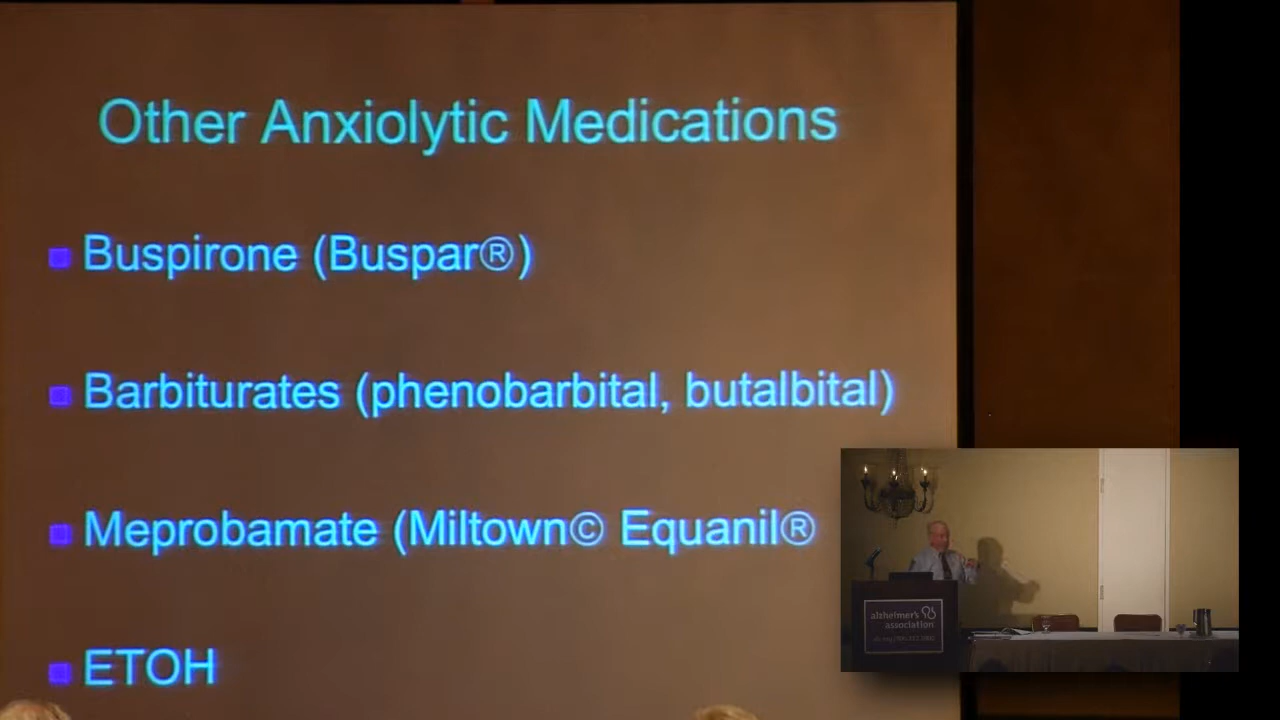 Other Anxiolytic Medications
Buspirone (Buspar®)
Barbiturates (phenobarbital, butalbital)
Meprobamate (Miltown© Equanil®
ETOH
alzheimer's
association